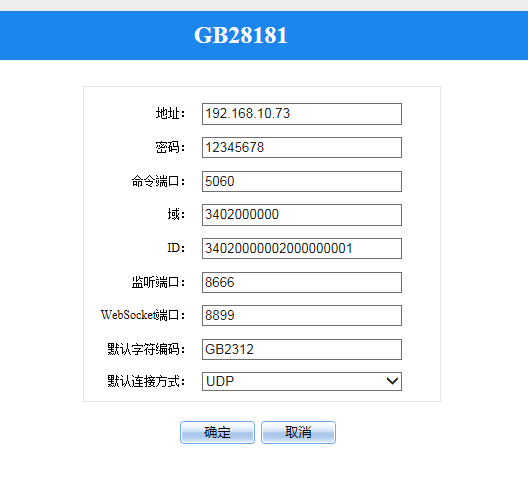 GB28181
地址： 192.168.10.73
密码： 12345678
命令端口： 5060
域： 3402000000
ID： 34020000002000000001
监听端口： 8666
WebSocket端口： 8899
默认字符编码： GB2312
默认连接方式： UDP
确定 取消